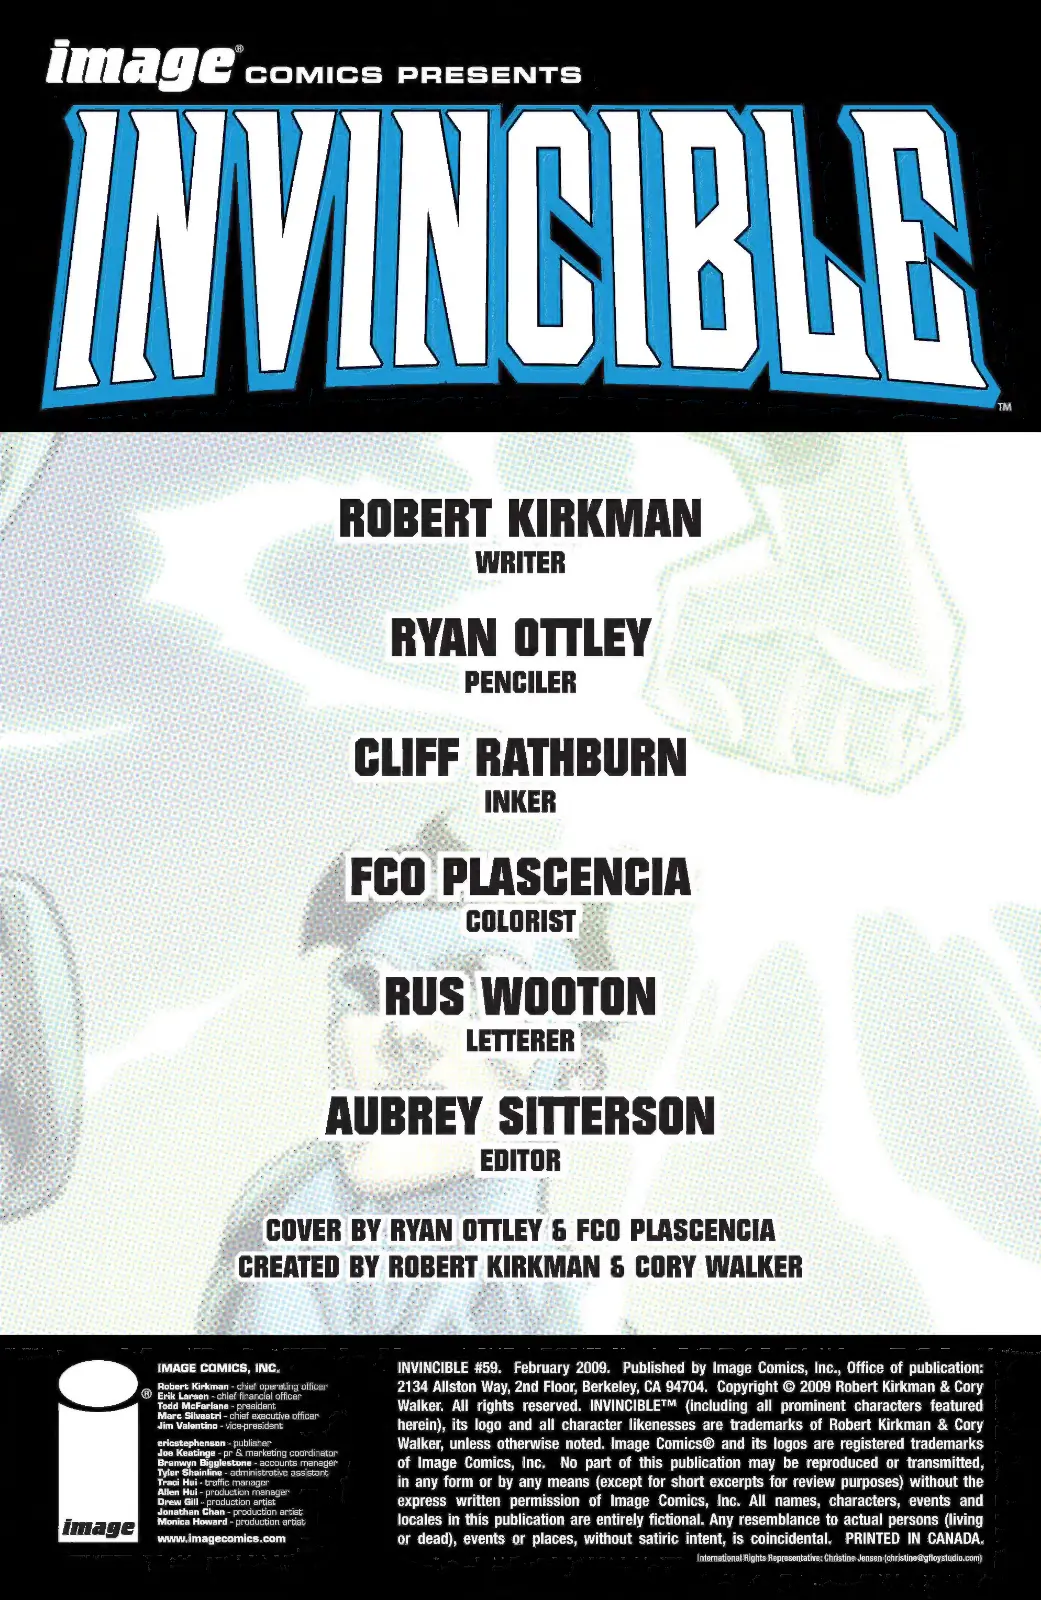 image® COMICS PRESENTS
INVINCIBLE™
ROBERT KIRKMAN
WRITER
RYAN OTTLEY
PENCILER
CLIFF RATHBURN
INKER
FCO PLASCENCIA
COLORIST
RUS WOOTON
LETTERER
AUBREY SITTERSON
EDITOR
COVER BY RYAN OTTLEY & FCO PLASCENCIA
CREATED BY ROBERT KIRKMAN & CORY WALKER
®
image
IMAGE COMICS, INC.
Robert Kirkman - chief operating officer
Erik Larsen - chief financial officer
Todd McFarlane - president
Marc Silvestri - chief executive officer
Jim Valentino - vice-president
ericstephenson - publisher
Joe Keatinge - pr & marketing coordinator
Branwyn Bigglestone - accounts manager
Tyler Shainline - administrative assistant
Traci Hui - traffic manager
Allen Hui - production manager
Drew Gill - production artist
Jonathan Chan - production artist
Monica Howard - production artist
www.imagecomics.com
INVINCIBLE #59. February 2009. Published by Image Comics, Inc., Office of publication:
2134 Allston Way, 2nd Floor, Berkeley, CA 94704. Copyright © 2009 Robert Kirkman & Cory
Walker. All rights reserved. INVINCIBLE™ (including all prominent characters featured
herein), its logo and all character likenesses are trademarks of Robert Kirkman & Cory
Walker, unless otherwise noted. Image Comics® and its logos are registered trademarks
of Image Comics, Inc. No part of this publication may be reproduced or transmitted,
in any form or by any means (except for short excerpts for review purposes) without the
express written permission of Image Comics, Inc. All names, characters, events and
locales in this publication are entirely fictional. Any resemblance to actual persons (living
or dead), events or places, without satiric intent, is coincidental. PRINTED IN CANADA.
International Rights Representative: Christine Jensen (christine@gfloystudio.com)